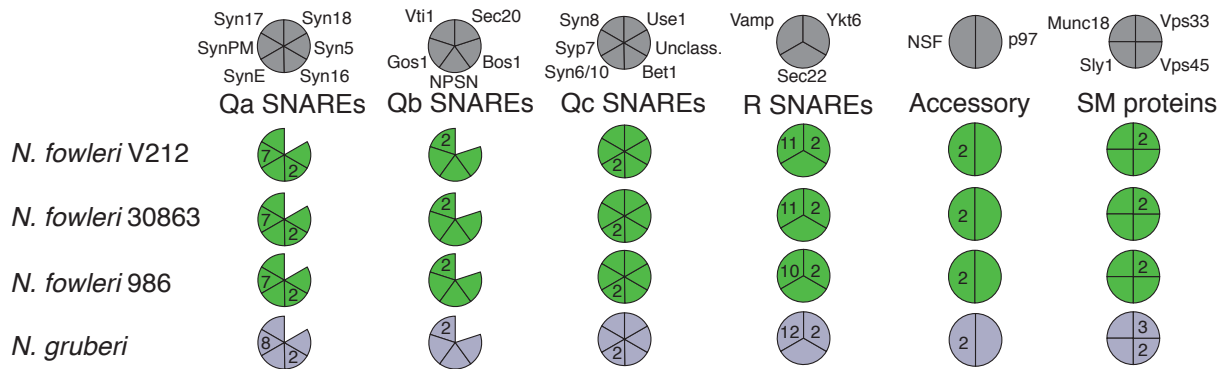 Syn17 Syn18 Vti1 Sec20 Syn8 Use1 Vamp Ykt6 Munc18 Vps33
SynPM Syn5 Gos1 Bos1 Syp7 Unclass. NSF p97
SynE Syn16 NPSN Syn6/10 Bet1 Sec22 Sly1 Vps45
Qa SNAREs Qb SNAREs Qc SNAREs R SNAREs Accessory SM proteins
N. fowleri V212 7 2 2 2 11 2 2 2
N. fowleri 30863 7 2 2 2 11 2 2 2
N. fowleri 986 7 2 2 2 10 2 2 2
N. gruberi 8 2 2 2 12 2 3 2